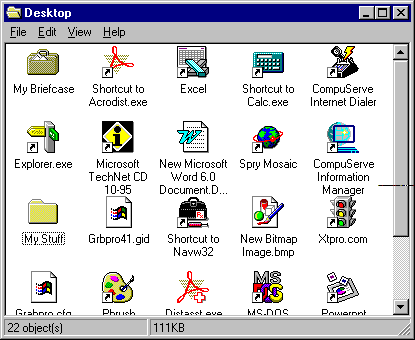 Desktop
File Edit View Help
My Briefcase
Shortcut to
Acrodist.exe
Excel
Shortcut to
Calc.exe
CompuServe
Internet Dialer
Explorer.exe
Microsoft
TechNet CD
10-95
New Microsoft
Word 6.0
Document.D...
Spry Mosaic
CompuServe
Information
Manager
My Stuff
Grbpro41.gid
Shortcut to
Navw32
New Bitmap
Image.bmp
Xtpro.com
Grabpro.cfg
Pbrush
Distasst.exe
MS-DOS
Powerpnt
22 object(s) 111KB